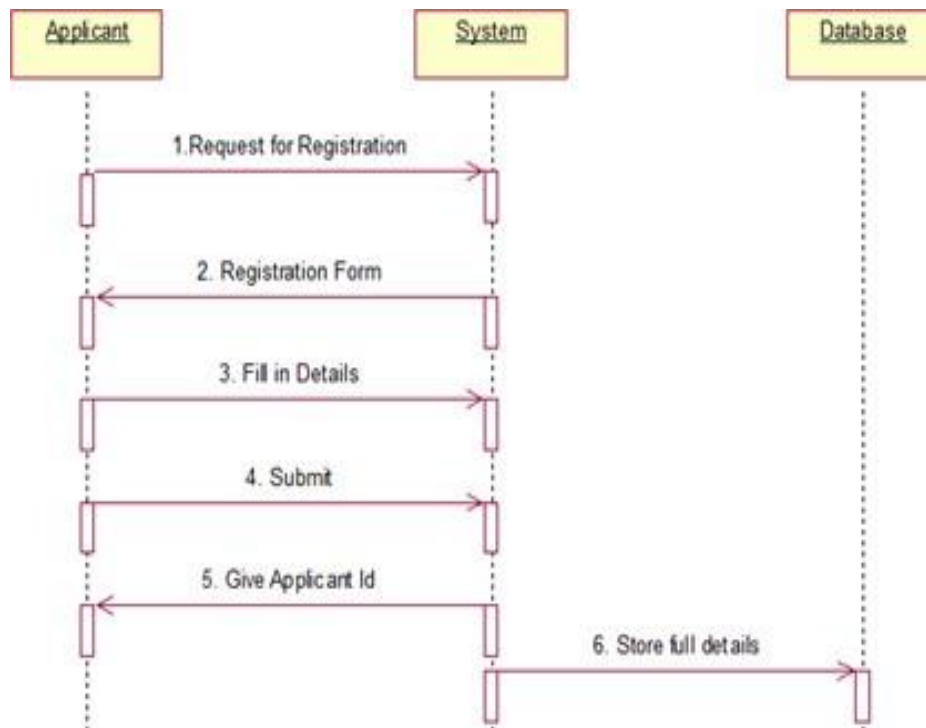 Applicant
System
Database
1.Request for Registration
2. Registration Form
3. Fill in Details
4. Submit
5. Give Applicant Id
6. Store full details